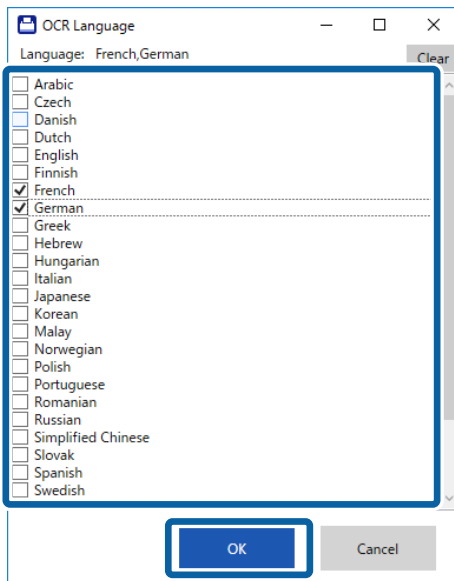 OCR Language
Language: French,German
Clear
Arabic
Czech
Danish
Dutch
English
Finnish
French
German
Greek
Hebrew
Hungarian
Italian
Japanese
Korean
Malay
Norwegian
Polish
Portuguese
Romanian
Russian
Simplified Chinese
Slovak
Spanish
Swedish
OK Cancel